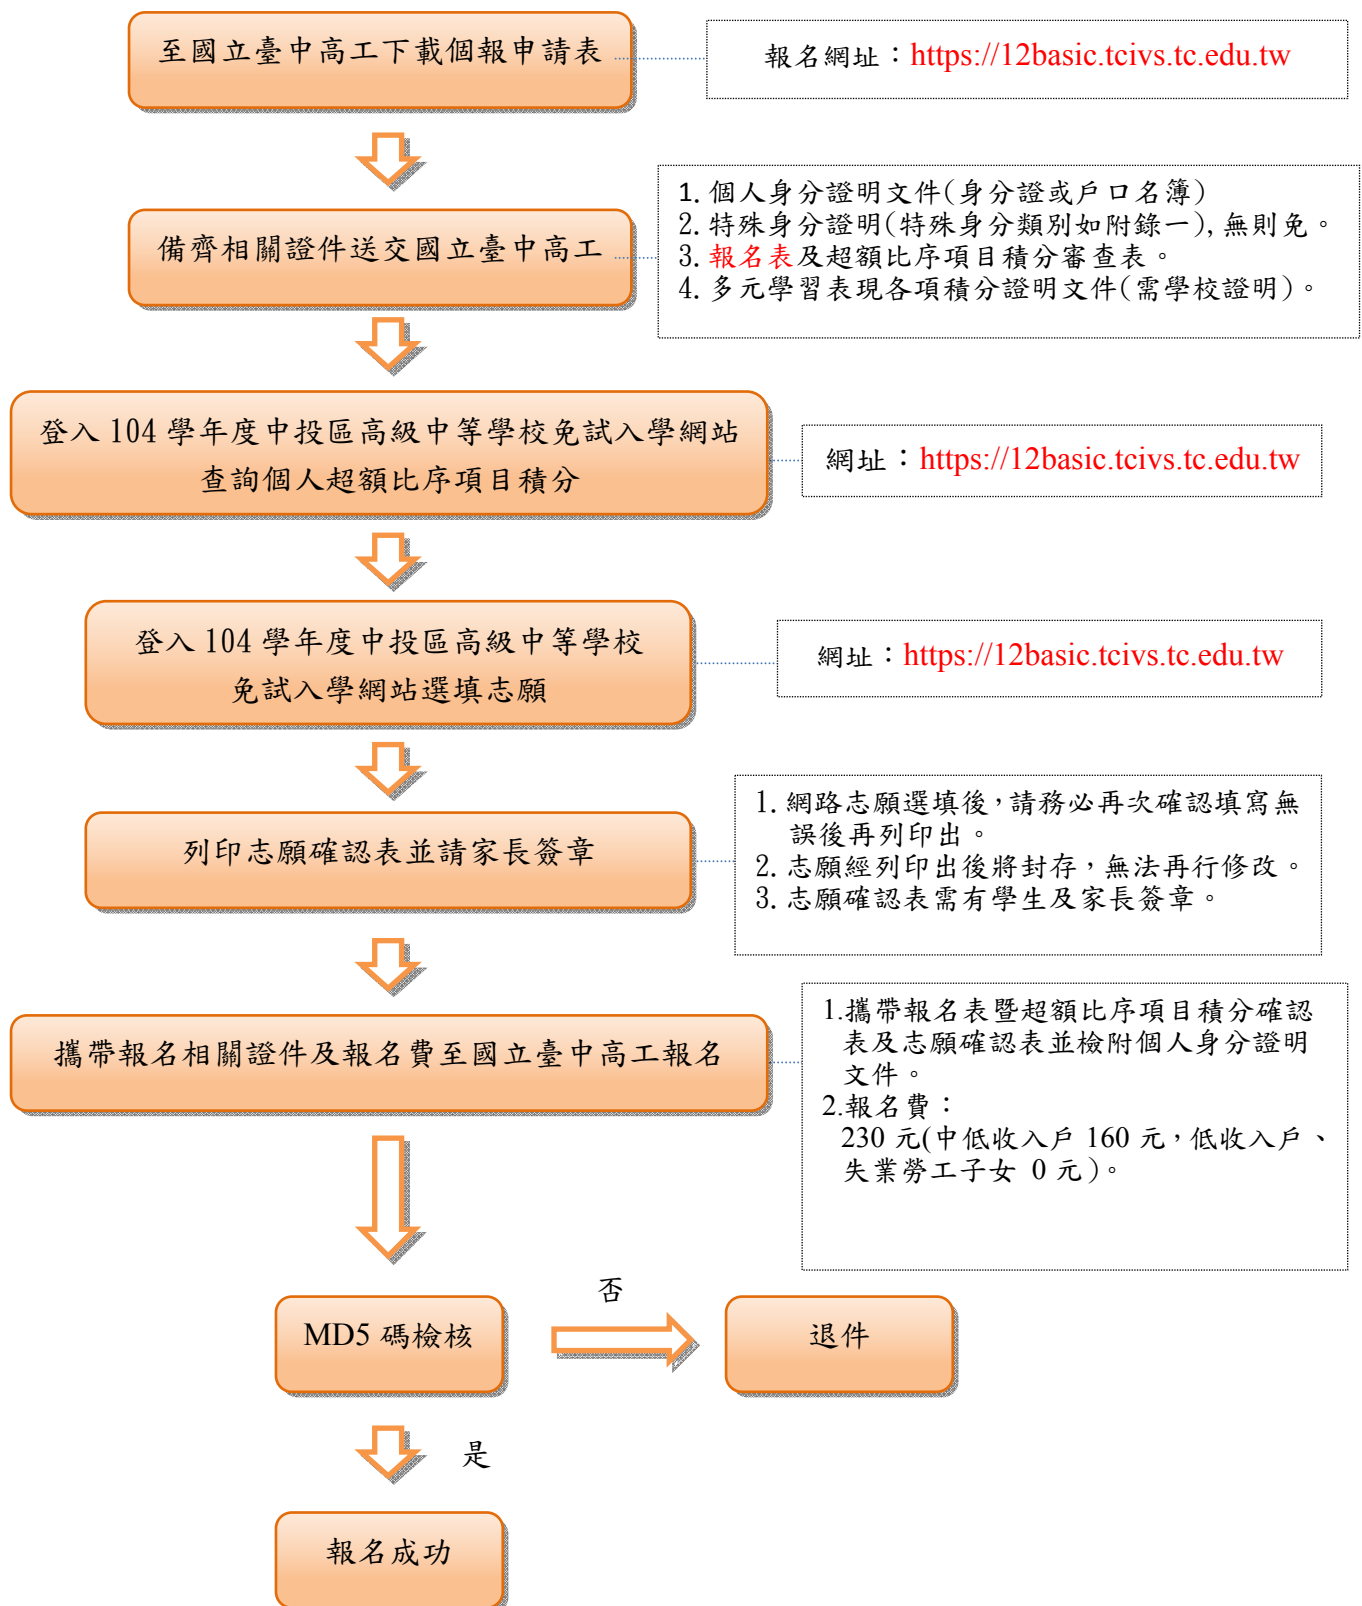 至國立臺中高工下載個報申請表
報名網址：https://12basic.tcivs.tc.edu.tw
備齊相關證件送交國立臺中高工
1. 個人身分證明文件(身分證或戶口名簿)
2. 特殊身分證明(特殊身分類別如附錄一), 無則免。
3. 報名表及超額比序項目積分審查表。
4. 多元學習表現各項積分證明文件(需學校證明)。
登入 104 學年度中投區高級中等學校免試入學網站
查詢個人超額比序項目積分
網址：https://12basic.tcivs.tc.edu.tw
登入 104 學年度中投區高級中等學校
免試入學網站選填志願
網址：https://12basic.tcivs.tc.edu.tw
列印志願確認表並請家長簽章
1. 網路志願選填後，請務必再次確認填寫無
誤後再列印出。
2. 志願經列印出後將封存，無法再行修改。
3. 志願確認表需有學生及家長簽章。
攜帶報名相關證件及報名費至國立臺中高工報名
1.攜帶報名表暨超額比序項目積分確認
表及志願確認表並檢附個人身分證明
文件。
2.報名費：
230 元(中低收入戶 160 元，低收入戶、
失業勞工子女 0 元)。
MD5 碼檢核
否
退件
是
報名成功